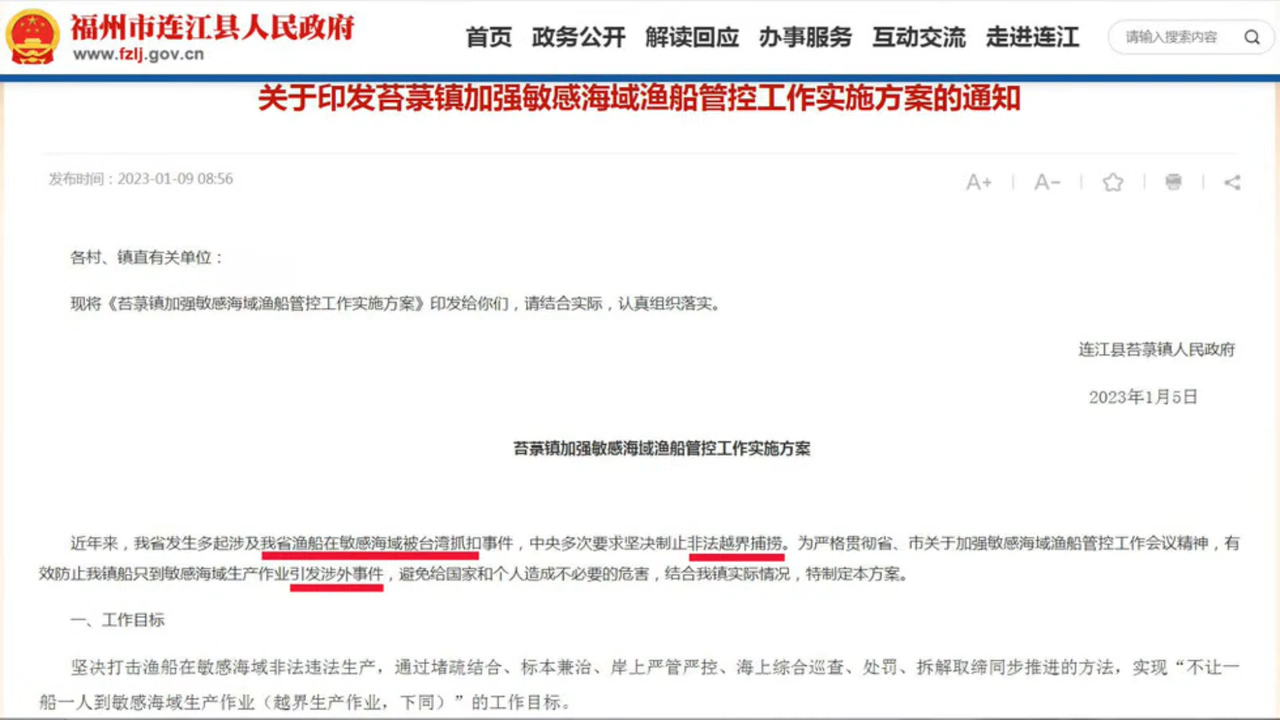 福州市连江县人民政府
www.fzlj.gov.cn
首页 政务公开 解读回应 办事服务 互动交流 走进连江
请输入搜索内容
关于印发苔菉镇加强敏感海域渔船管控工作实施方案的通知
发布时间：2023-01-09 08:56
A+ | A- | | |
各村、镇直有关单位：
现将《苔菉镇加强敏感海域渔船管控工作实施方案》印发给你们，请结合实际，认真组织落实。
连江县苔菉镇人民政府
2023年1月5日
苔菉镇加强敏感海域渔船管控工作实施方案
近年来，我省发生多起涉及我省渔船在敏感海域被台湾抓扣事件，中央多次要求坚决制止非法越界捕捞。为严格贯彻省、市关于加强敏感海域渔船管控工作会议精神，有
效防止我镇船只到敏感海域生产作业引发涉外事件，避免给国家和个人造成不必要的危害，结合我镇实际情况，特制定本方案。
一、工作目标
坚决打击渔船在敏感海域非法违法生产，通过堵疏结合、标本兼治、岸上严管严控、海上综合巡查、处罚、拆解取缔同步推进的方法，实现“不让一
船一人到敏感海域生产作业（越界生产作业，下同）”的工作目标。